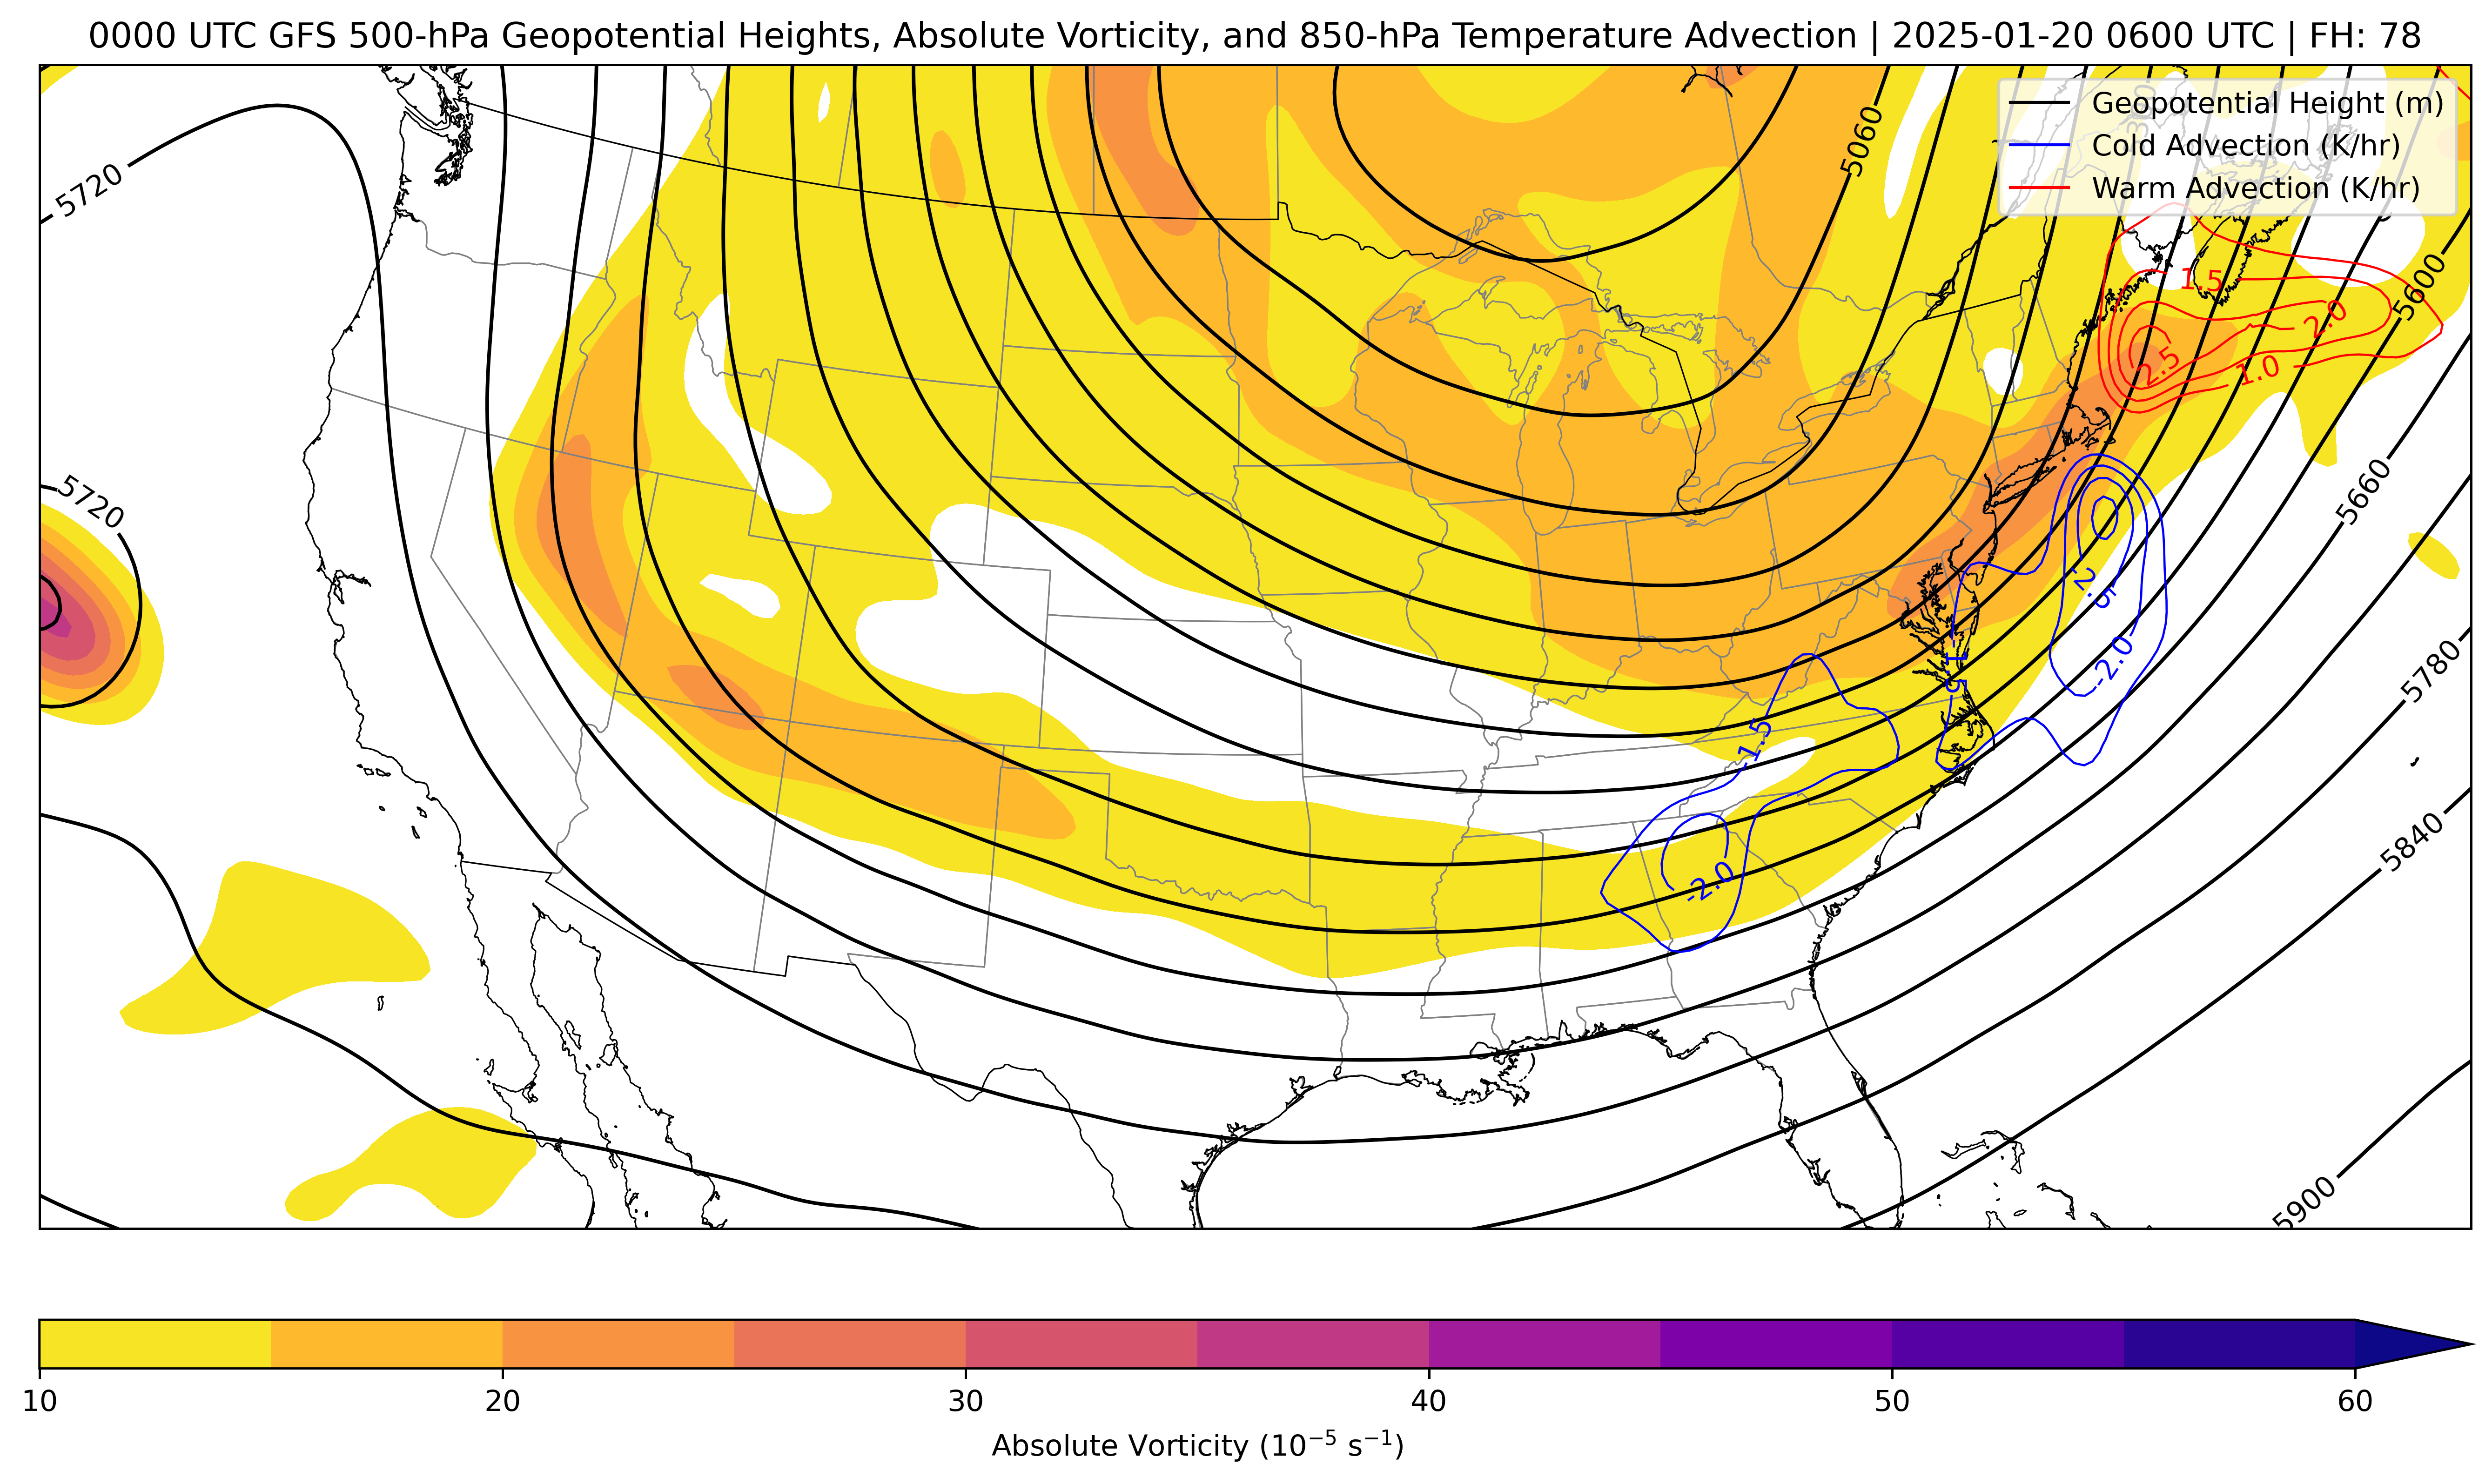 0000 UTC GFS 500-hPa Geopotential Heights, Absolute Vorticity, and 850-hPa Temperature Advection | 2025-01-20 0600 UTC | FH: 78
Geopotential Height (m)
Cold Advection (K/hr)
Warm Advection (K/hr)
5060
5720
5600
1.5
2.0
2.5
1.0
5720
5660
-2.0
-1.5
5780
-1.5
5840
-2.0
5900
10 20 30 40 50 60
Absolute Vorticity (10⁻⁵ s⁻¹)